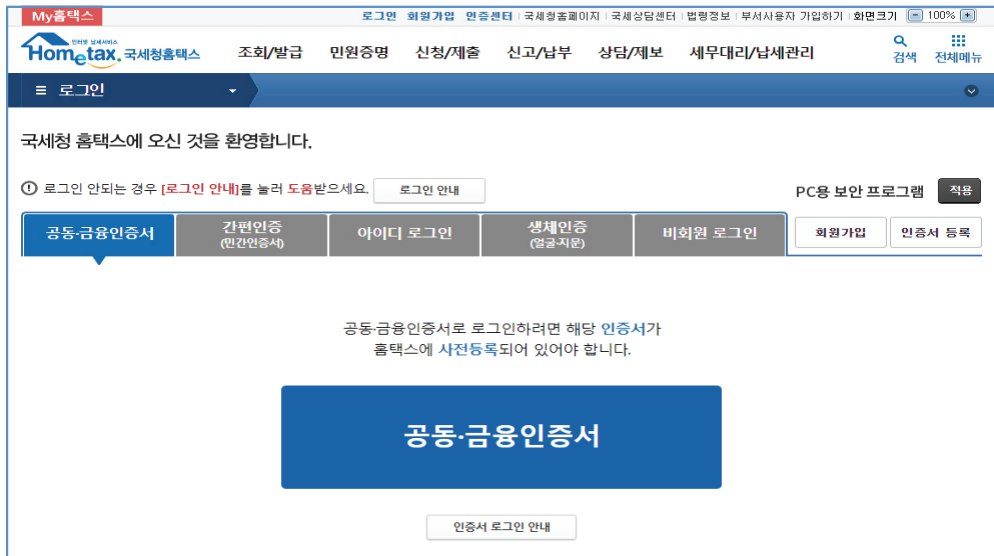 My홈택스
로그인 회원가입 인증센터 국세청홈페이지 국세상담센터 법령정보 부서사용자 가입하기 화면크기 100%
인터넷 납세서비스
Hometax. 국세청홈택스 조회/발급 민원증명 신청/제출 신고/납부 상담/제보 세무대리/납세관리 검색 전체메뉴
로그인
국세청 홈택스에 오신 것을 환영합니다.
로그인 안되는 경우 [로그인 안내]를 눌러 도움받으세요. 로그인 안내
PC용 보안 프로그램 적용
공동·금융인증서 간편인증 아이디 로그인 생체인증 비회원 로그인 회원가입 인증서 등록
(민간인증서) (얼굴·지문)
공동·금융인증서로 로그인하려면 해당 인증서가
홈택스에 사전등록되어 있어야 합니다.
공동·금융인증서
인증서 로그인 안내